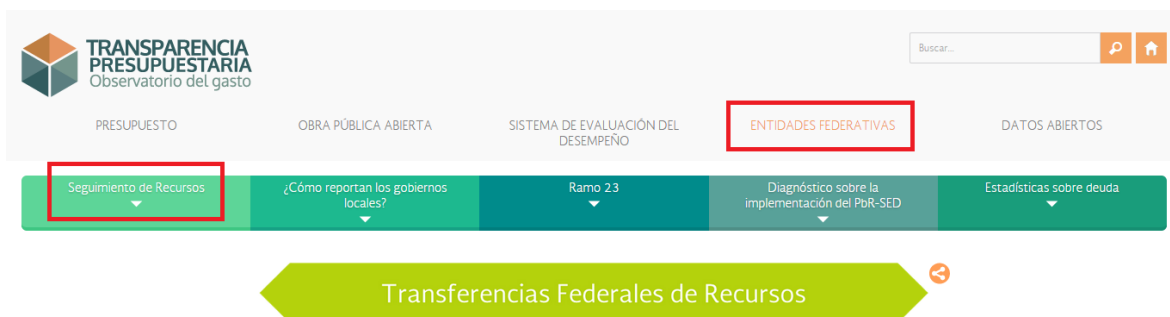 TRANSPARENCIA
PRESUPUESTARIA
Observatorio del gasto
Buscar...
PRESUPUESTO
OBRA PÚBLICA ABIERTA
SISTEMA DE EVALUACIÓN DEL
DESEMPEÑO
ENTIDADES FEDERATIVAS
DATOS ABIERTOS
Seguimiento de Recursos
¿Cómo reportan los gobiernos
locales?
Ramo 23
Diagnóstico sobre la
implementación del PbR-SED
Estadísticas sobre deuda
Transferencias Federales de Recursos